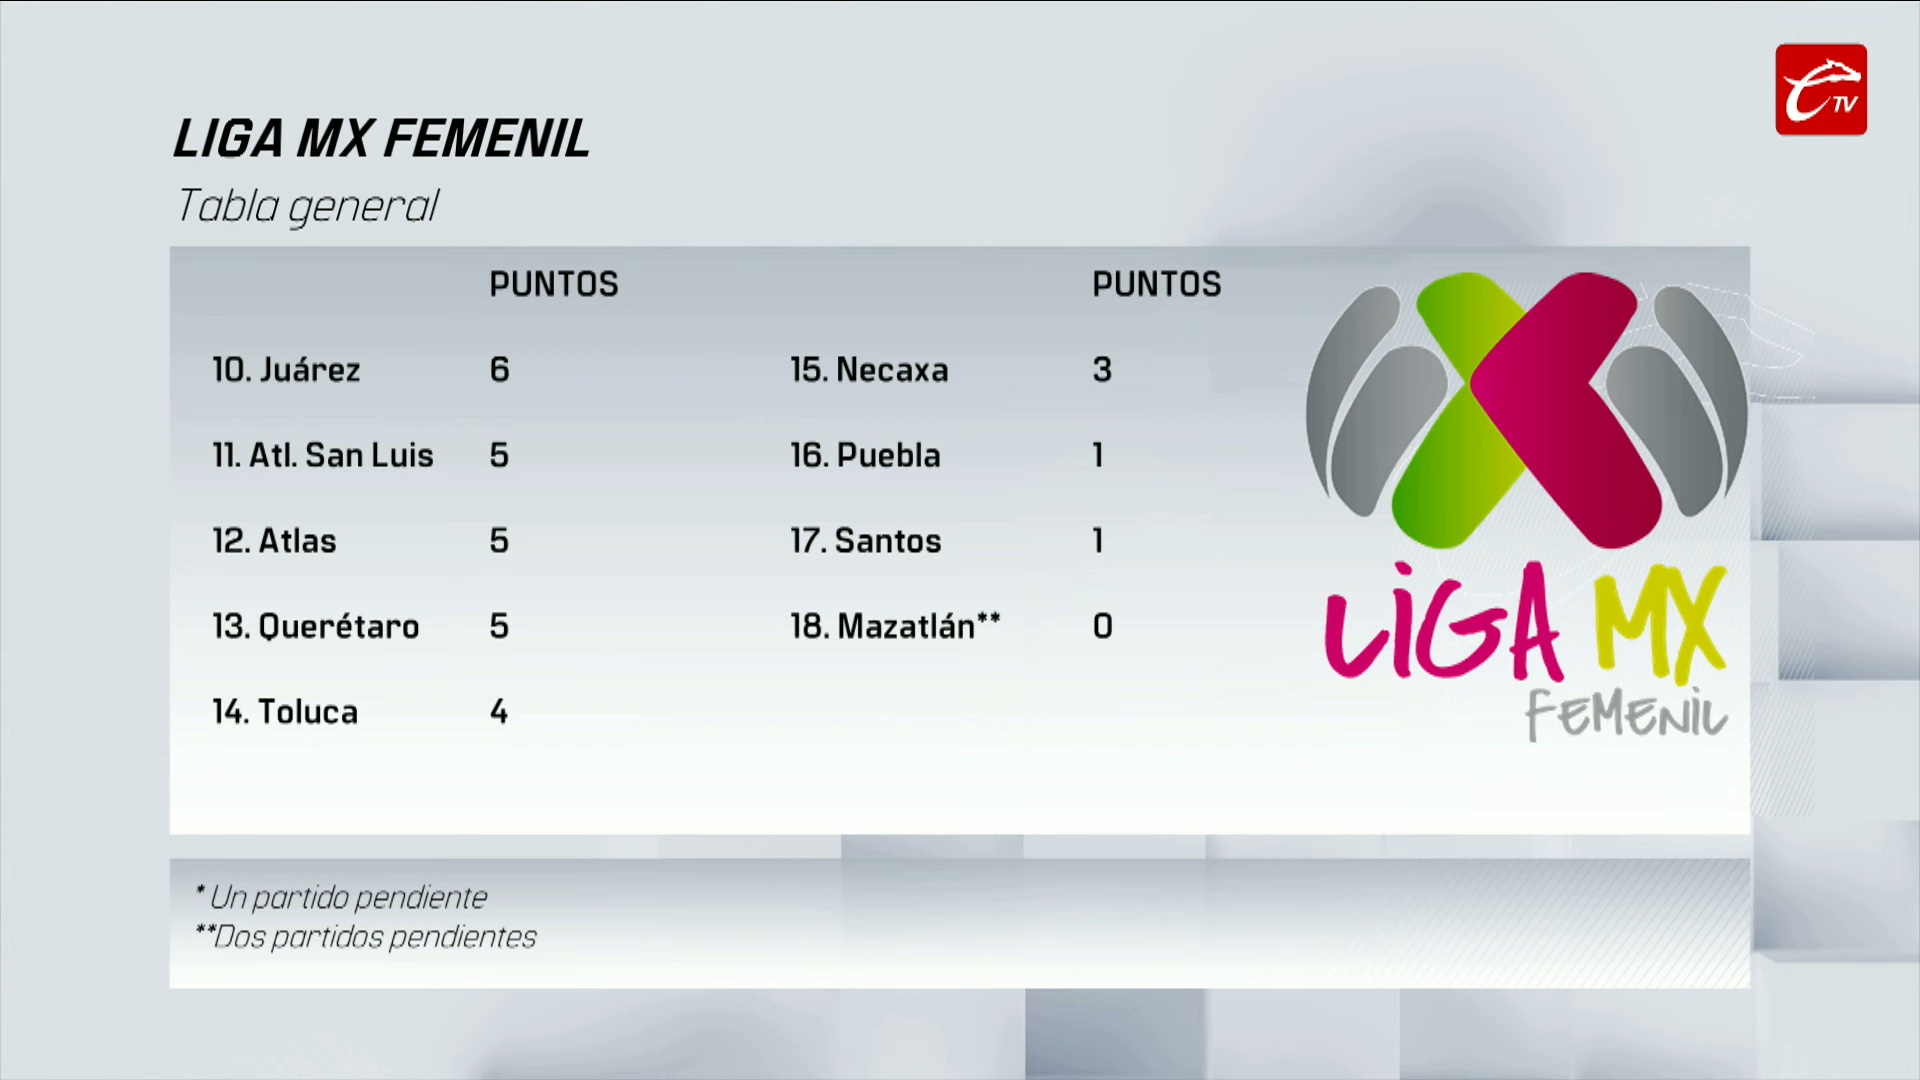 TV
LIGA MX FEMENIL
Tabla general
PUNTOS PUNTOS
10. Juárez 6 15. Necaxa 3
11. Atl. San Luis 5 16. Puebla 1
12. Atlas 5 17. Santos 1
13. Querétaro 5 18. Mazatlán** 0
14. Toluca 4
LIGA MX
FEMENIL
* Un partido pendiente
**Dos partidos pendientes